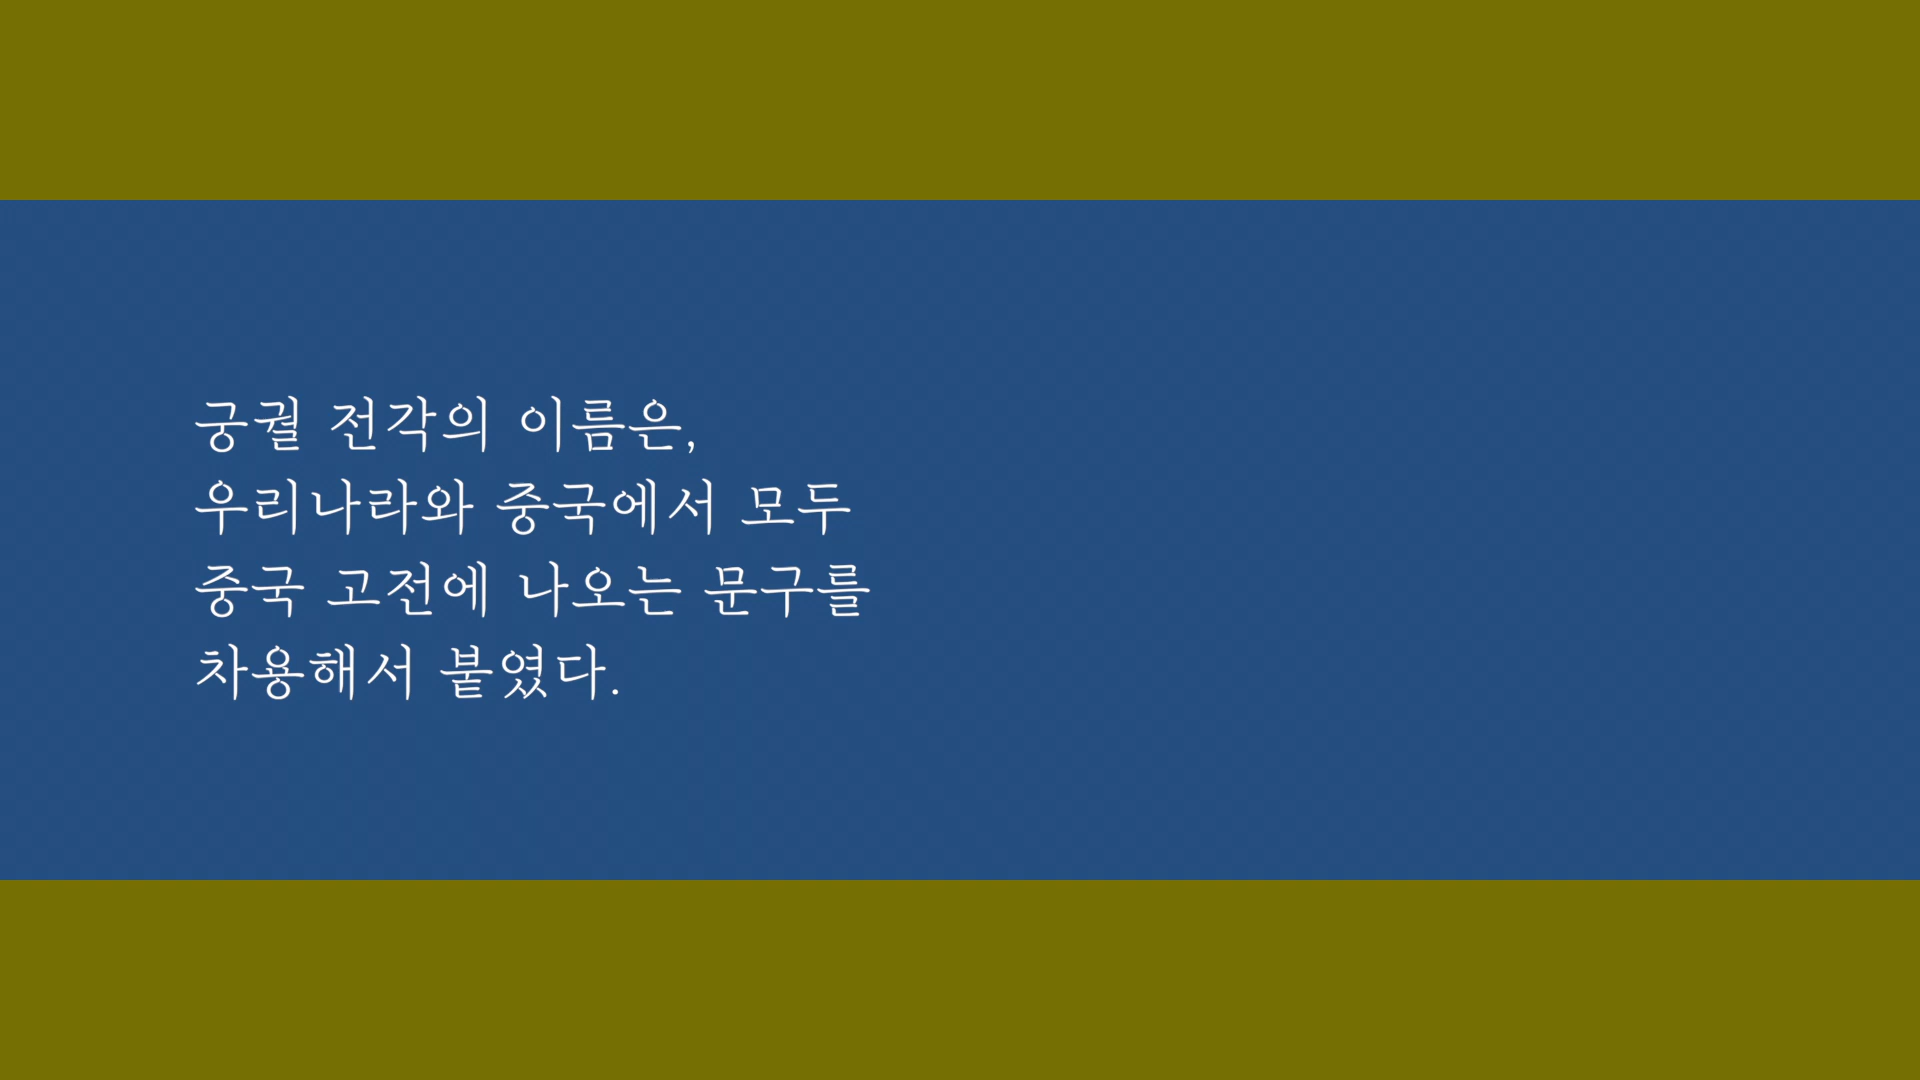 궁궐 전각의 이름은,
우리나라와 중국에서 모두
중국 고전에 나오는 문구를
차용해서 붙였다.